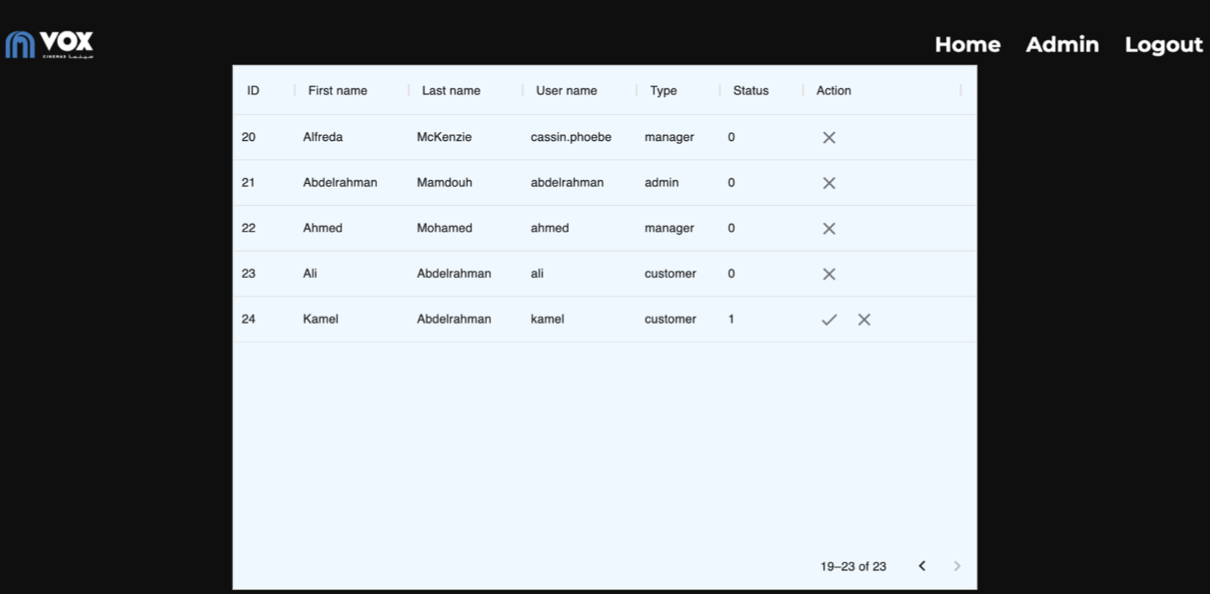 VOX
CINEMAS سينما
Home Admin Logout
ID First name Last name User name Type Status Action
20 Alfreda McKenzie cassin.phoebe manager 0
21 Abdelrahman Mamdouh abdelrahman admin 0
22 Ahmed Mohamed ahmed manager 0
23 Ali Abdelrahman ali customer 0
24 Kamel Abdelrahman kamel customer 1
19–23 of 23